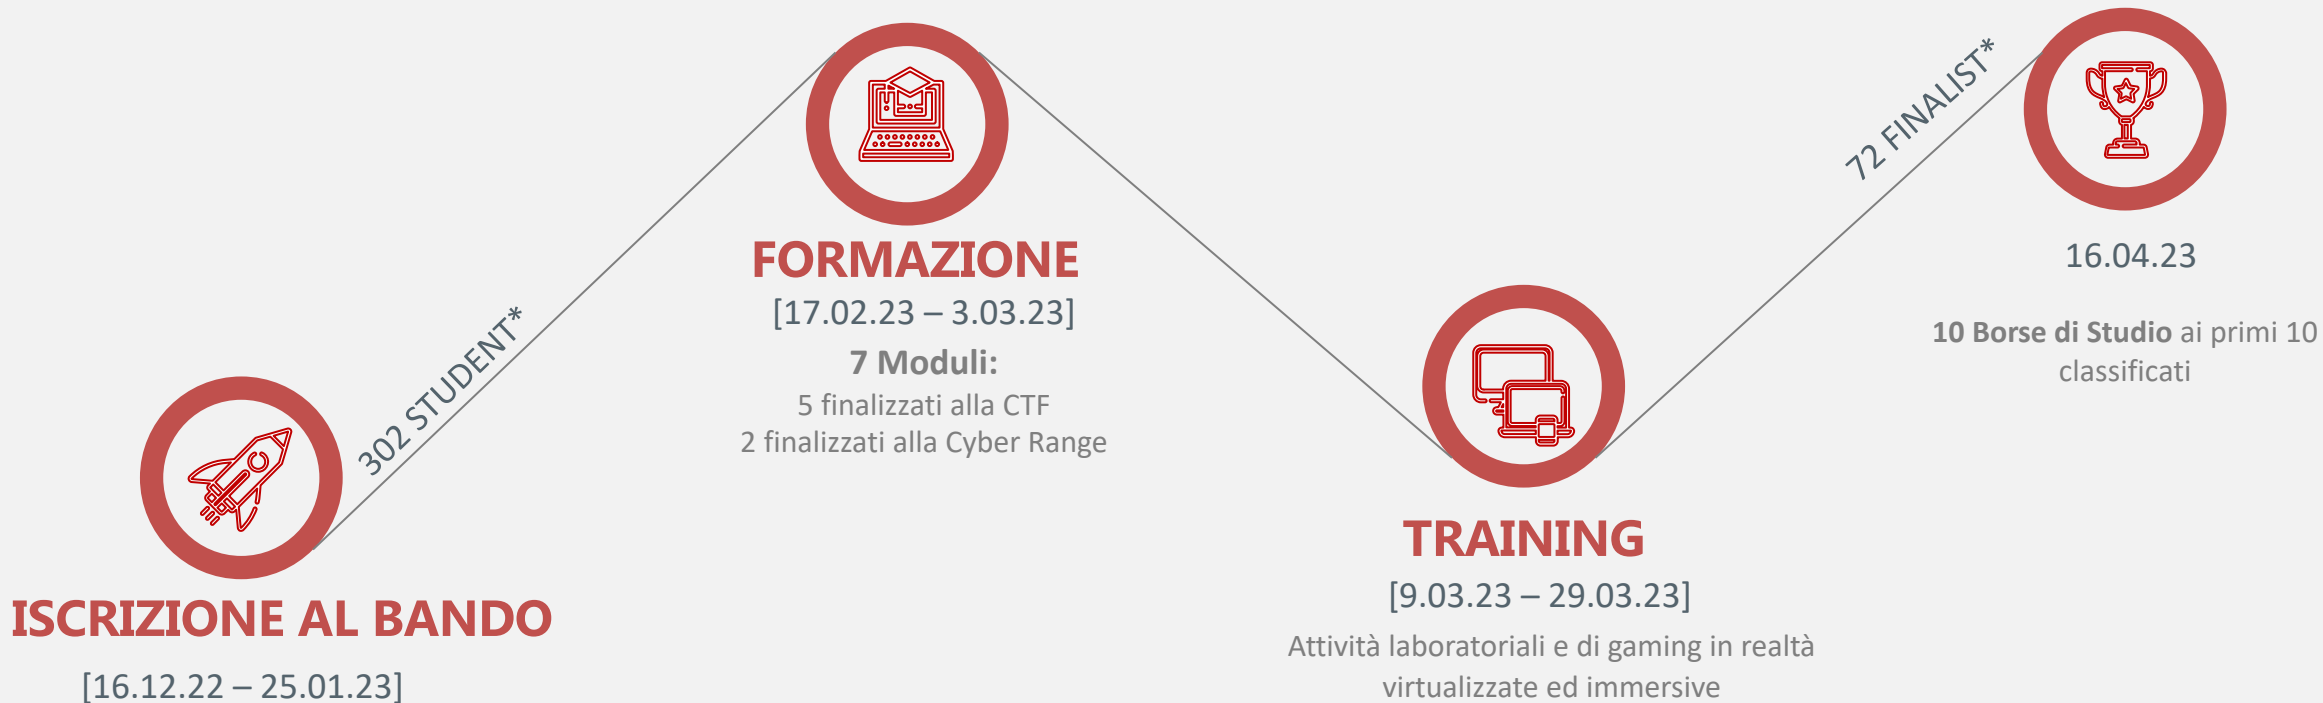 302 STUDENT*
ISCRIZIONE AL BANDO
[16.12.22 – 25.01.23]
FORMAZIONE
[17.02.23 – 3.03.23]
7 Moduli:
5 finalizzati alla CTF
2 finalizzati alla Cyber Range
TRAINING
[9.03.23 – 29.03.23]
Attività laboratoriali e di gaming in realtà
virtualizzate ed immersive
72 FINALIST*
16.04.23
10 Borse di Studio ai primi 10
classificati